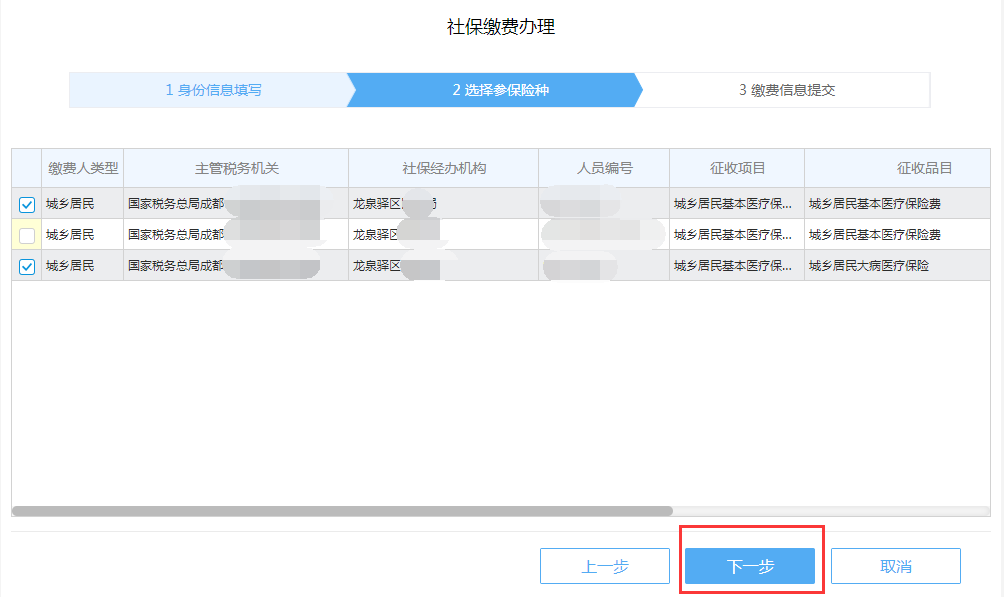 社保缴费办理
1 身份信息填写 2 选择参保险种 3 缴费信息提交
缴费人类型 主管税务机关 社保经办机构 人员编号 征收项目 征收品目
城乡居民 国家税务总局成都 龙泉驿区 局 城乡居民基本医疗保... 城乡居民基本医疗保险费
城乡居民 国家税务总局成都 龙泉驿区 城乡居民基本医疗保... 城乡居民基本医疗保险费
城乡居民 国家税务总局成都 龙泉驿区 城乡居民基本医疗保... 城乡居民大病医疗保险
上一步 下一步 取消